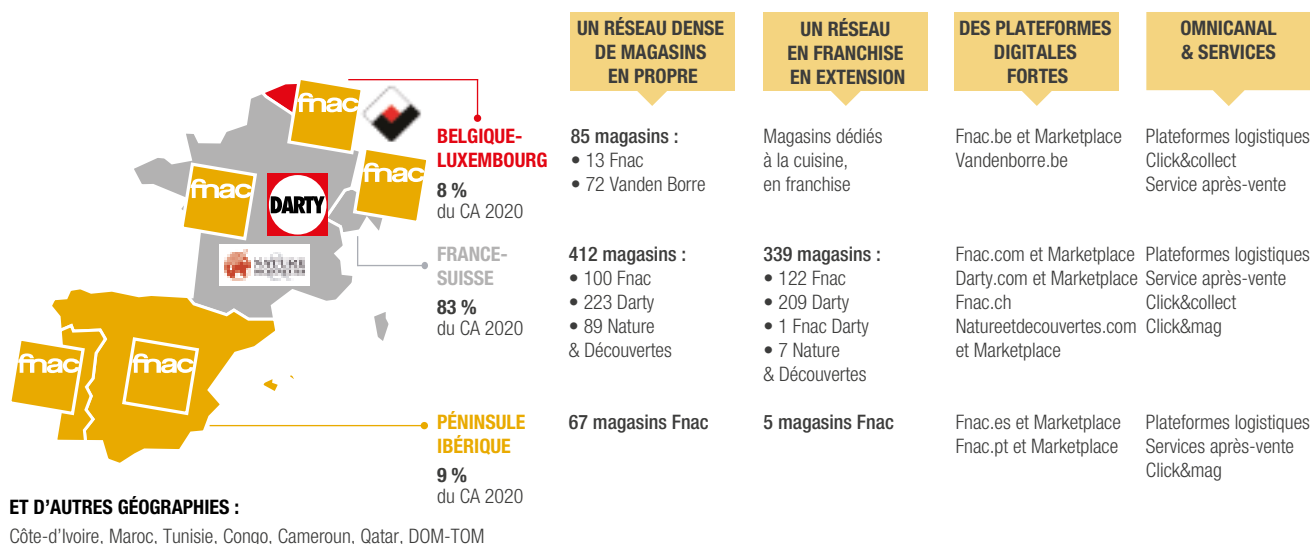 UN RÉSEAU DENSE
DE MAGASINS
EN PROPRE
UN RÉSEAU
EN FRANCHISE
EN EXTENSION
DES PLATEFORMES
DIGITALES
FORTES
OMNICANAL
& SERVICES
fnac
fnac
fnac
DARTY
NATURE
fnac
fnac
BELGIQUE-
LUXEMBOURG
8 %
du CA 2020
85 magasins :
• 13 Fnac
• 72 Vanden Borre
Magasins dédiés
à la cuisine,
en franchise
Fnac.be et Marketplace
Vandenborre.be
Plateformes logistiques
Click&collect
Service après-vente
FRANCE-
SUISSE
83 %
du CA 2020
412 magasins :
• 100 Fnac
• 223 Darty
• 89 Nature
& Découvertes
339 magasins :
• 122 Fnac
• 209 Darty
• 1 Fnac Darty
• 7 Nature
& Découvertes
Fnac.com et Marketplace
Darty.com et Marketplace
Fnac.ch
Natureetdecouvertes.com
et Marketplace
Plateformes logistiques
Service après-vente
Click&collect
Click&mag
PÉNINSULE
IBÉRIQUE
9 %
du CA 2020
67 magasins Fnac
5 magasins Fnac
Fnac.es et Marketplace
Fnac.pt et Marketplace
Plateformes logistiques
Services après-vente
Click&mag
ET D'AUTRES GÉOGRAPHIES :
Côte-d'Ivoire, Maroc, Tunisie, Congo, Cameroun, Qatar, DOM-TOM